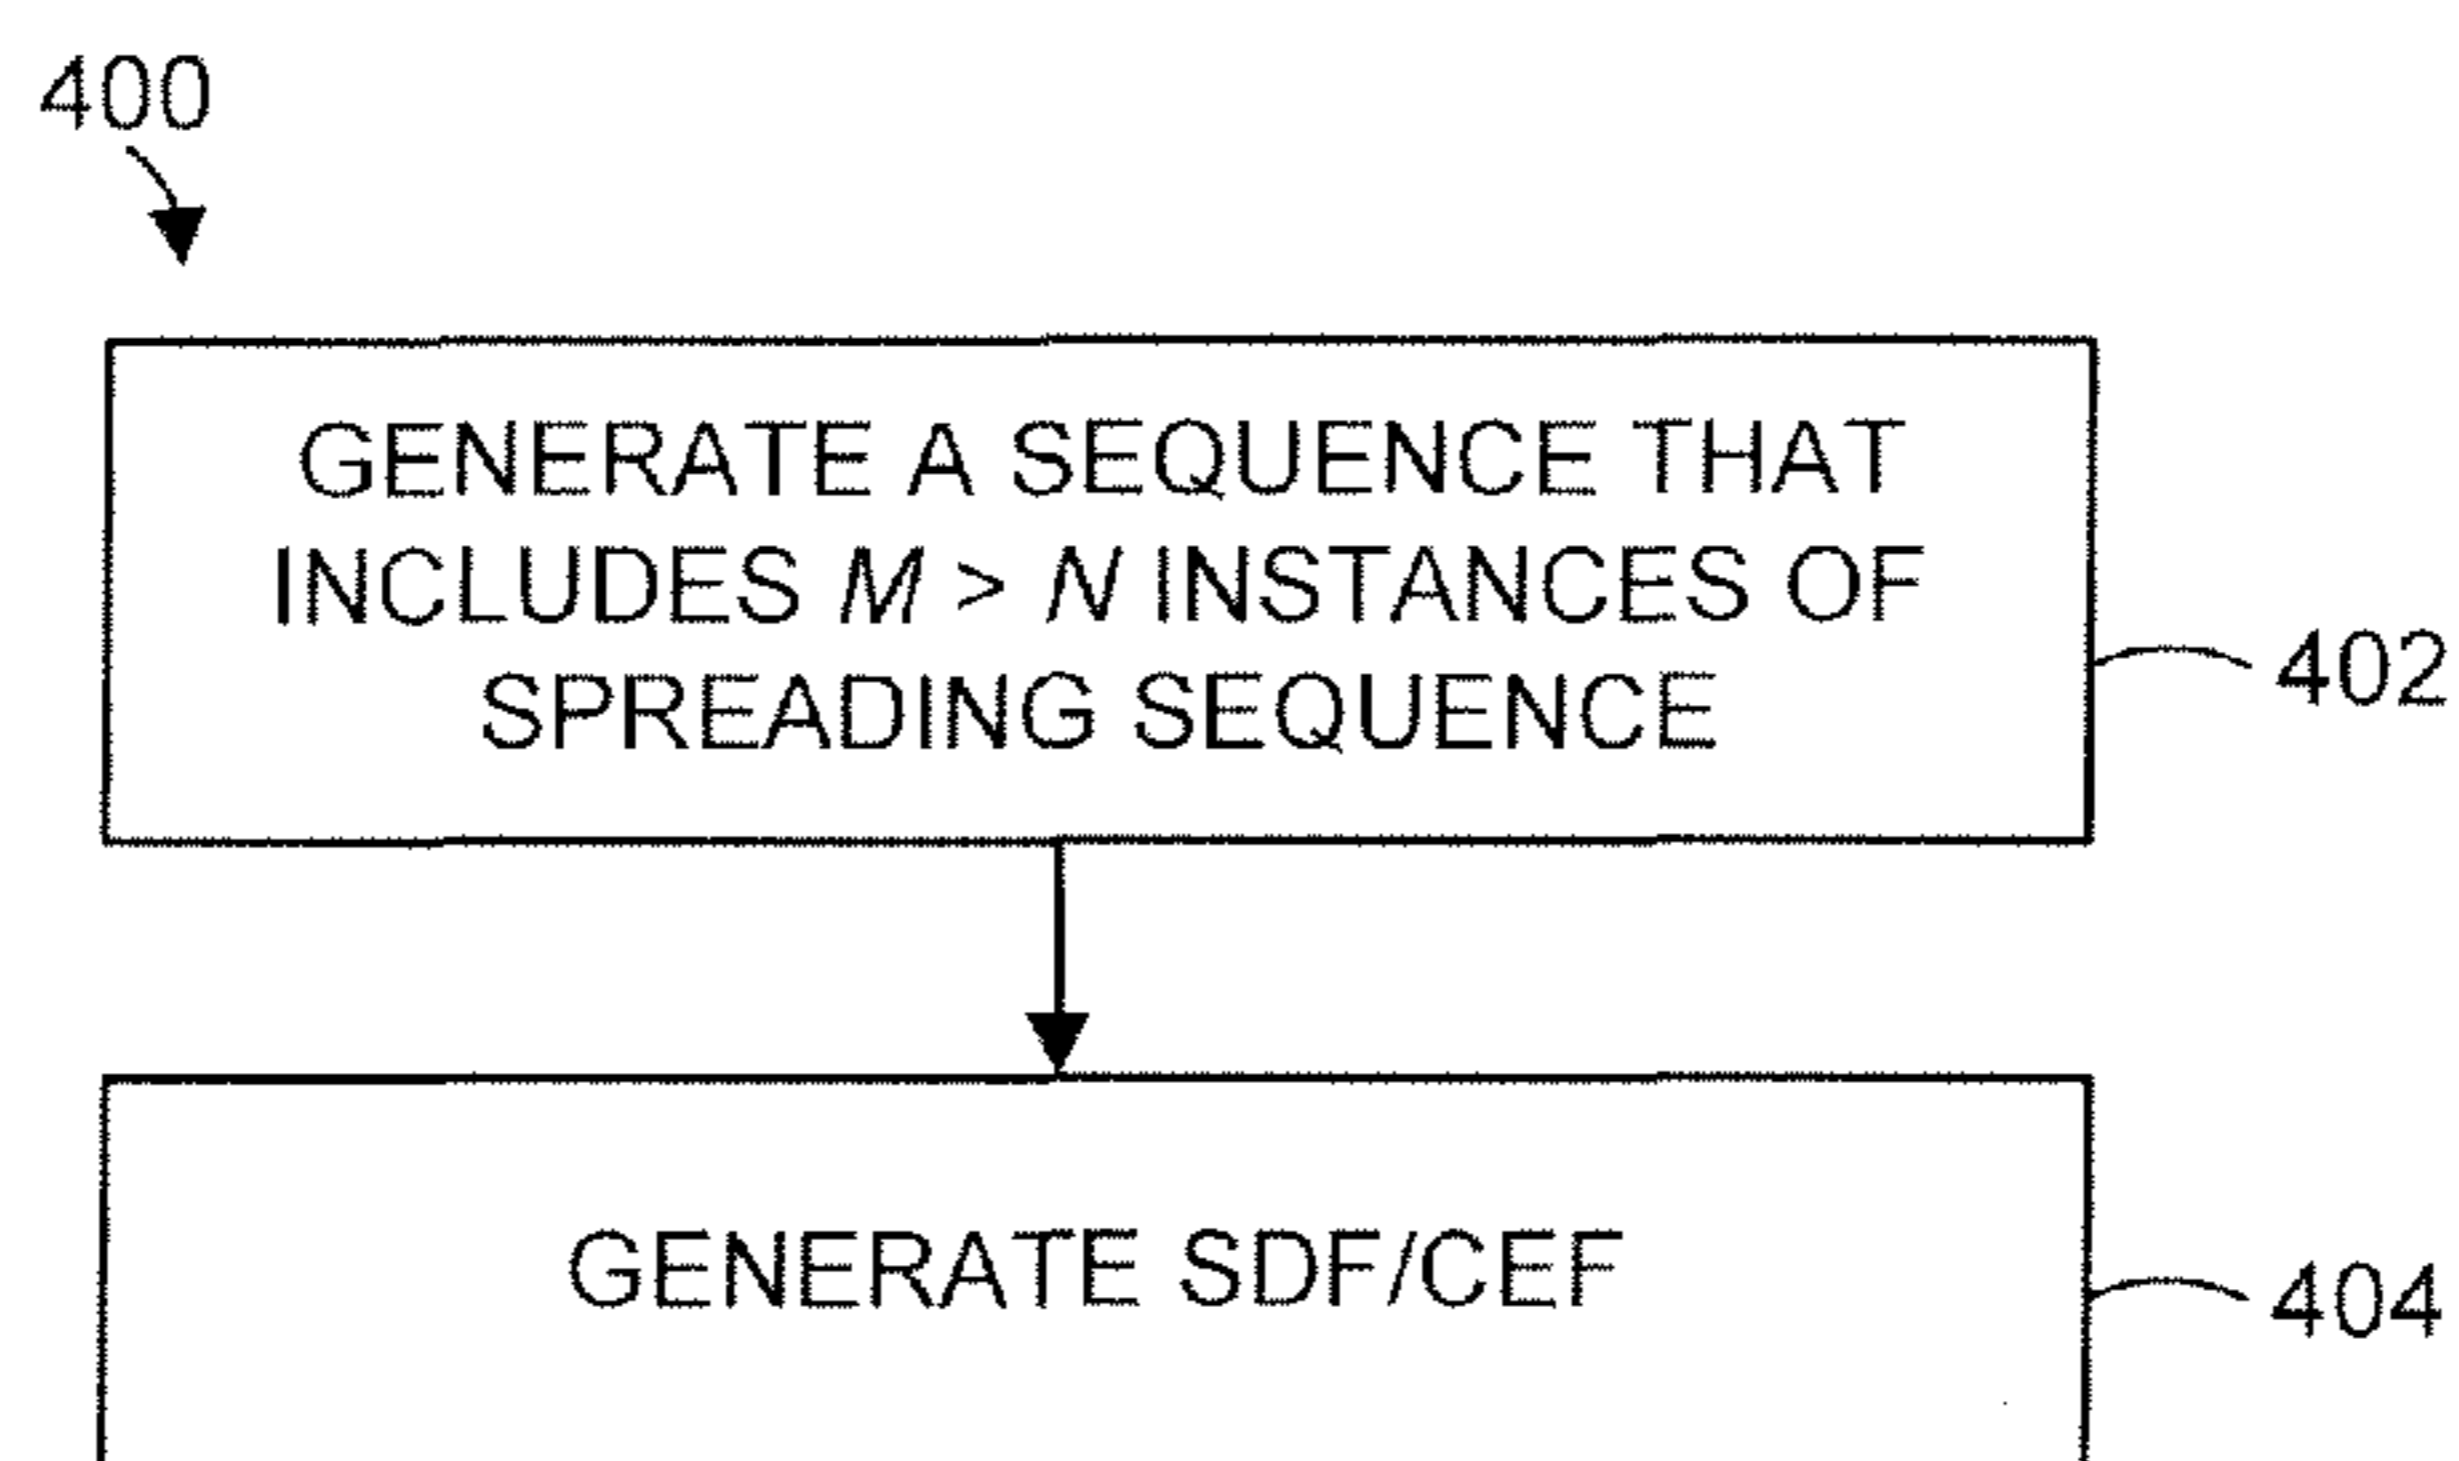 400
GENERATE A SEQUENCE THAT
INCLUDES M > N INSTANCES OF
SPREADING SEQUENCE
402
GENERATE SDF/CEF
404